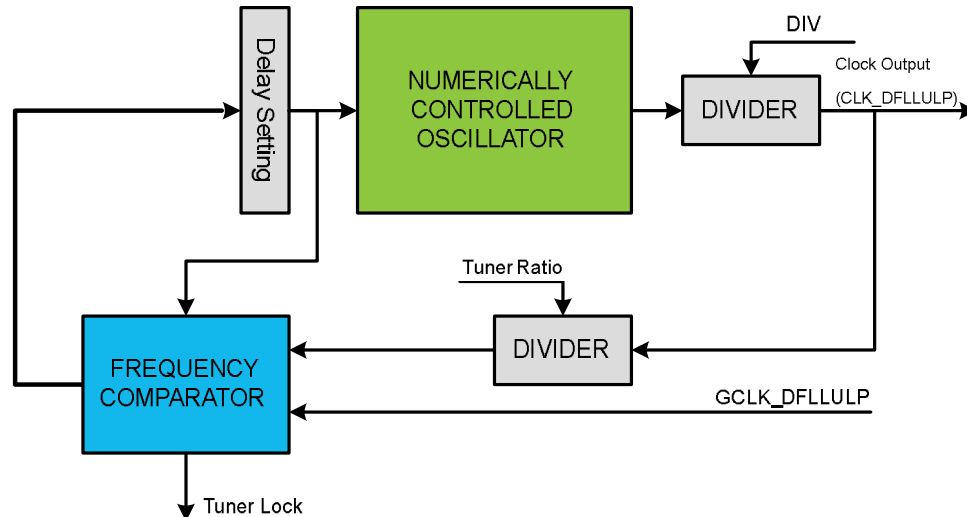 DIV
Delay Setting
NUMERICALLY
CONTROLLED
OSCILLATOR
DIVIDER
Clock Output
(CLK_DFLLULP)
Tuner Ratio
DIVIDER
FREQUENCY
COMPARATOR
GCLK_DFLLULP
Tuner Lock